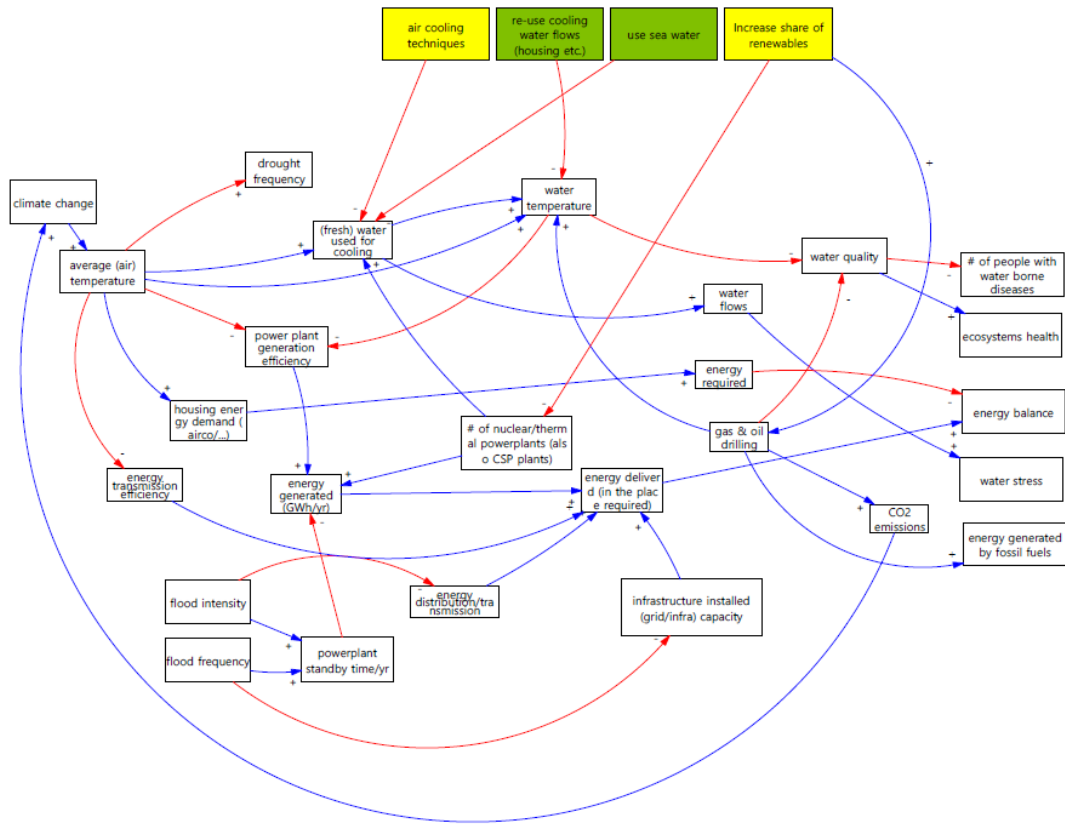 air cooling
techniques
re-use cooling
water flows
(housing etc.)
use sea water
Increase share of
renewables
drought
frequency
climate change
average (air)
temperature
(fresh) water
used for
cooling
water
temperature
water quality
# of people with
water borne
diseases
ecosystems health
water
flows
power plant
generation
efficiency
energy
required
energy balance
housing ener
gy demand (
airco/...)
# of nuclear/therm
al powerplants (als
o CSP plants)
gas & oil
drilling
energy
transmission
efficiency
energy
generated
(GWh/yr)
energy deliver
d (in the plac
e required)
water stress
CO2
emissions
energy generated
by fossil fuels
flood intensity
energy
distribution/tra
nsmission
infrastructure installed
(grid/infra) capacity
flood frequency
powerplant
standby time/yr